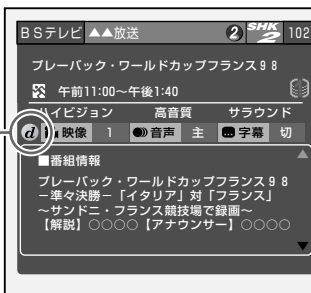 BSテレビ ▲▲放送 2 SHK 2 102
プレーバック・ワールドカップフランス98
午前11:00〜午後1:40
ハイビジョン 高音質 サラウンド
d 映像 1 音声 主 字幕 切
■番組情報
プレーバック・ワールドカップフランス98
−準々決勝−「イタリア」対「フランス」
〜サンドニ・フランス競技場で録画〜
【解説】○○○○【アナウンサー】○○○○